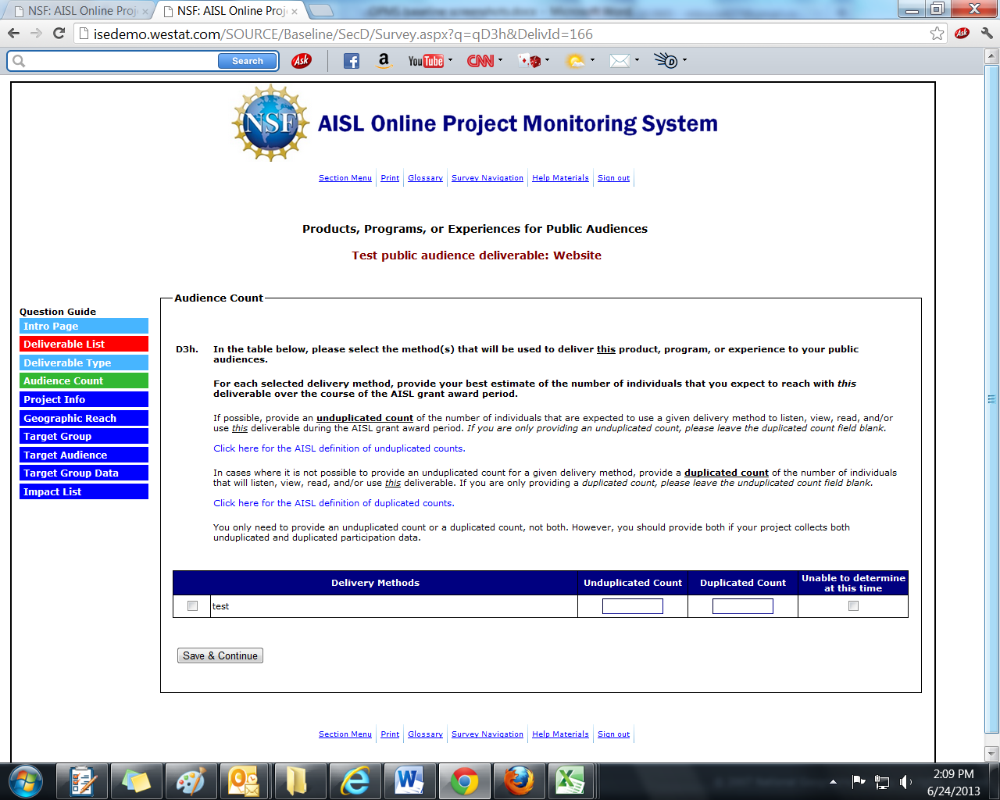 NSF: AISL Online Proj
NSF: AISL Online Proj
isedemo.westat.com/SOURCE/Baseline/SecD/Survey.aspx?q=qD3h&DelivId=166
Search
Ask
a
YouTube
CNN
NSF
AISL Online Project Monitoring System
Section Menu Print Glossary Survey Navigation Help Materials Sign out
Products, Programs, or Experiences for Public Audiences
Test public audience deliverable: Website
Question Guide
Intro Page
Deliverable List
Deliverable Type
Audience Count
Project Info
Geographic Reach
Target Group
Target Audience
Target Group Data
Impact List
Audience Count
D3h. In the table below, please select the method(s) that will be used to deliver this product, program, or experience to your public
audiences.
For each selected delivery method, provide your best estimate of the number of individuals that you expect to reach with this
deliverable over the course of the AISL grant award period.
If possible, provide an unduplicated count of the number of individuals that are expected to use a given delivery method to listen, view, read, and/or
use this deliverable during the AISL grant award period. If you are only providing an unduplicated count, please leave the duplicated count field blank.
Click here for the AISL definition of unduplicated counts.
In cases where it is not possible to provide an unduplicated count for a given delivery method, provide a duplicated count of the number of individuals
that will listen, view, read, and/or use this deliverable. If you are only providing a duplicated count, please leave the unduplicated count field blank.
Click here for the AISL definition of duplicated counts.
You only need to provide an unduplicated count or a duplicated count, not both. However, you should provide both if your project collects both
unduplicated and duplicated participation data.
Delivery Methods Unduplicated Count Duplicated Count Unable to determine
at this time
test
Save & Continue
Section Menu Print Glossary Survey Navigation Help Materials Sign out
2:09 PM
6/24/2013